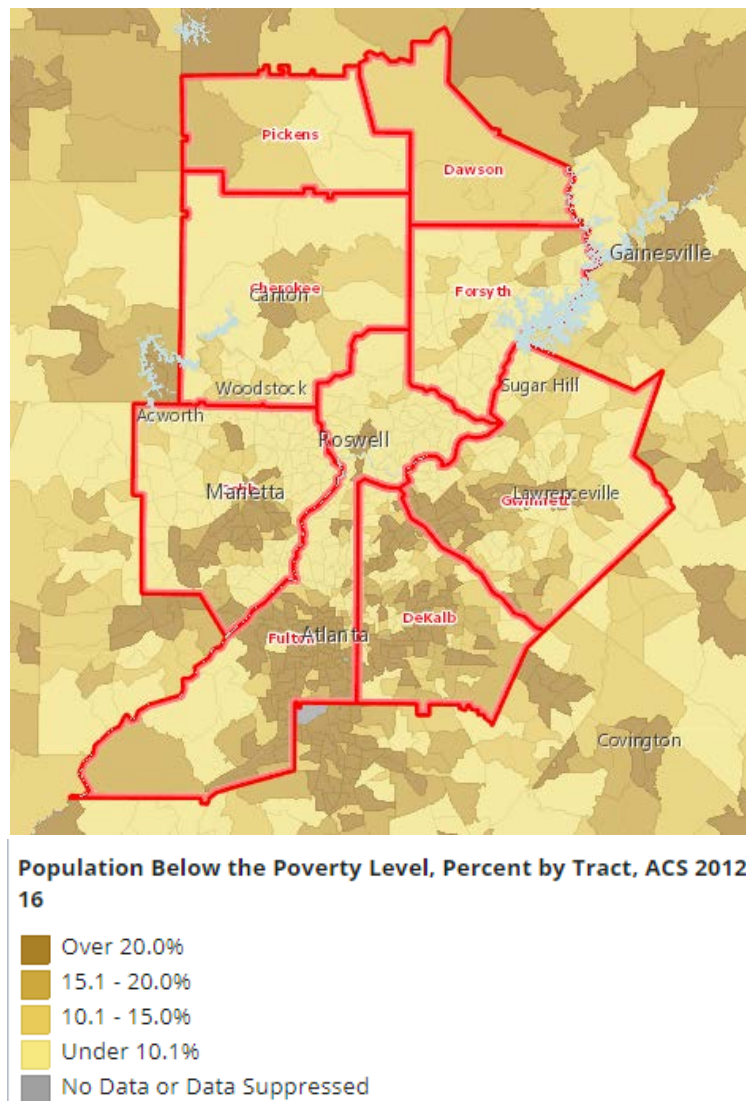 Pickens
Dawson
Gainesville
Cherokee
Canton
Forsyth
Woodstock
Sugar Hill
Acworth
Roswell
Marietta
Cobb
Gwinnett
Lawrenceville
DeKalb
Fulton
Atlanta
Covington
Population Below the Poverty Level, Percent by Tract, ACS 2012
16
Over 20.0%
15.1 - 20.0%
10.1 - 15.0%
Under 10.1%
No Data or Data Suppressed